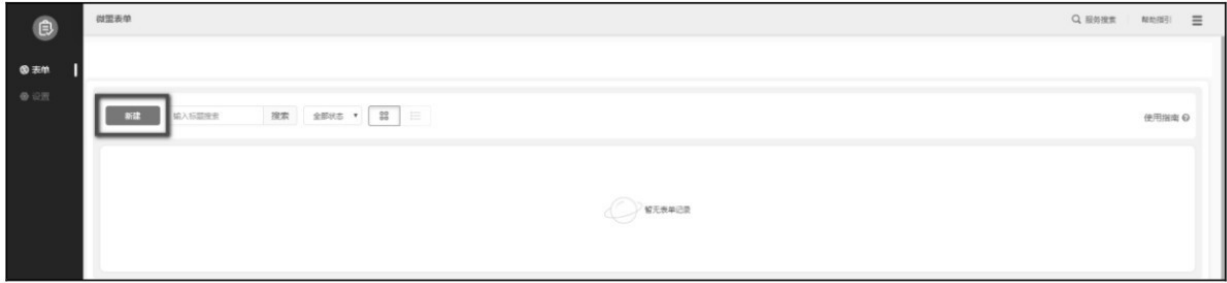 微盟表单
服务搜索 帮助指引
表单
设置
新建 输入标题搜索 搜索 全部状态 使用指南
暂无表单记录